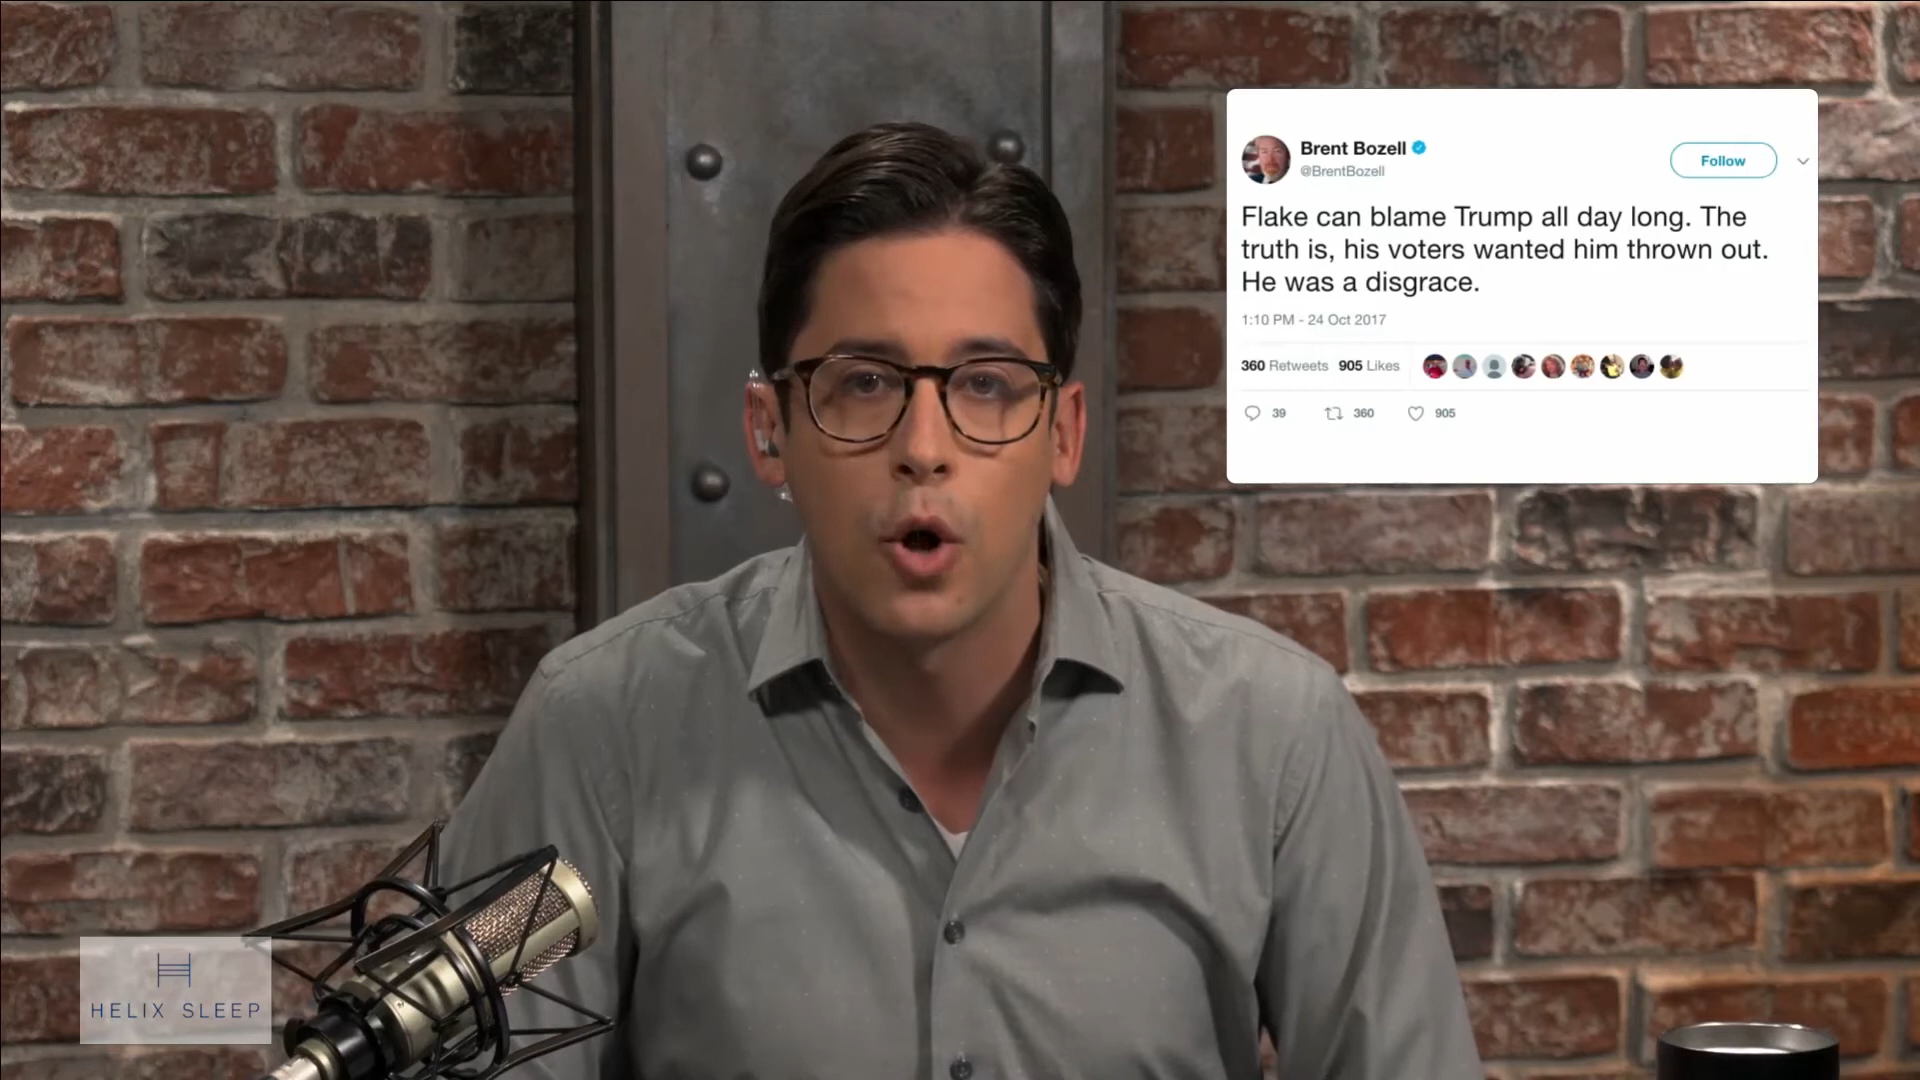 Brent Bozell
@BrentBozell
Follow
Flake can blame Trump all day long. The
truth is, his voters wanted him thrown out.
He was a disgrace.
1:10 PM - 24 Oct 2017
360 Retweets 905 Likes
39 360 905
HELIX SLEEP